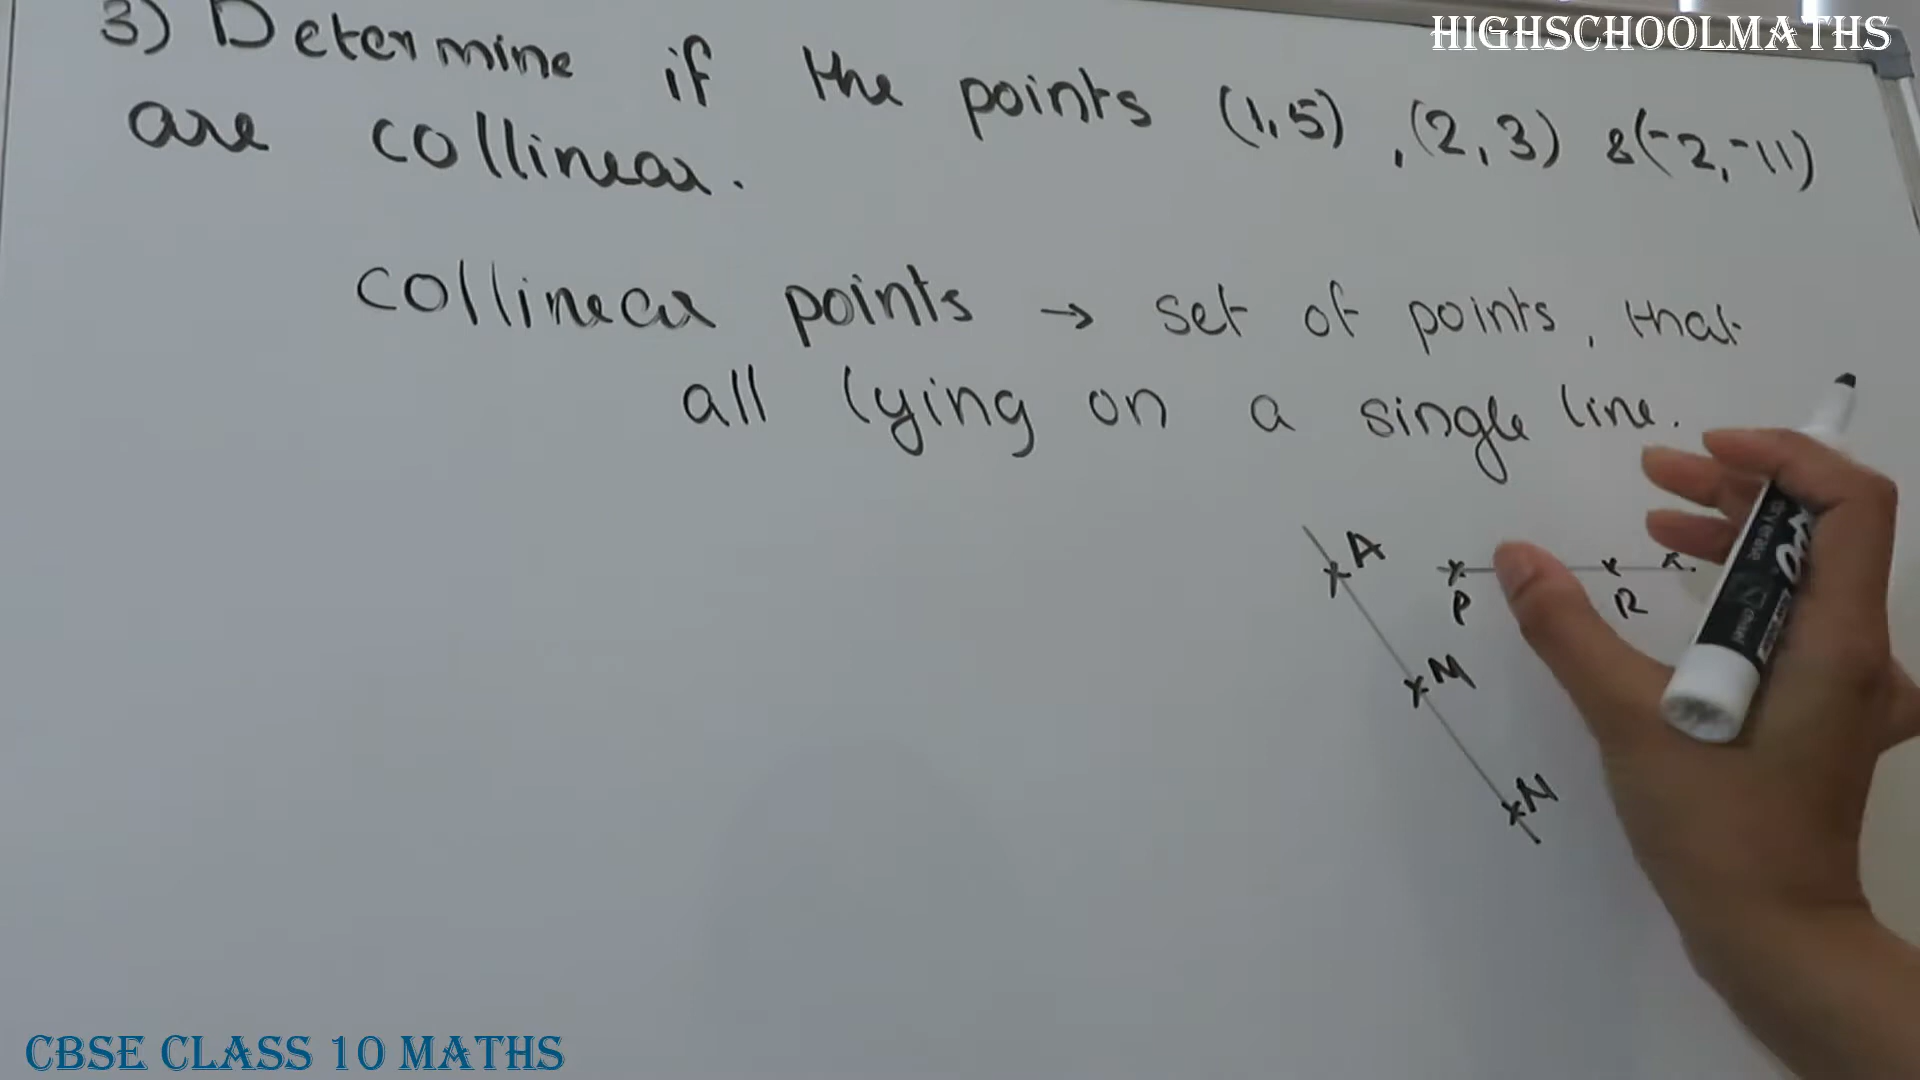 HIGHSCHOOLMATHS
3) Determine if the points (1,5) , (2, 3) & (-2, -11)
are collinear.
collinear points → set of points, that
all lying on a single line.
A
P
R
M
N
CBSE CLASS 10 MATHS